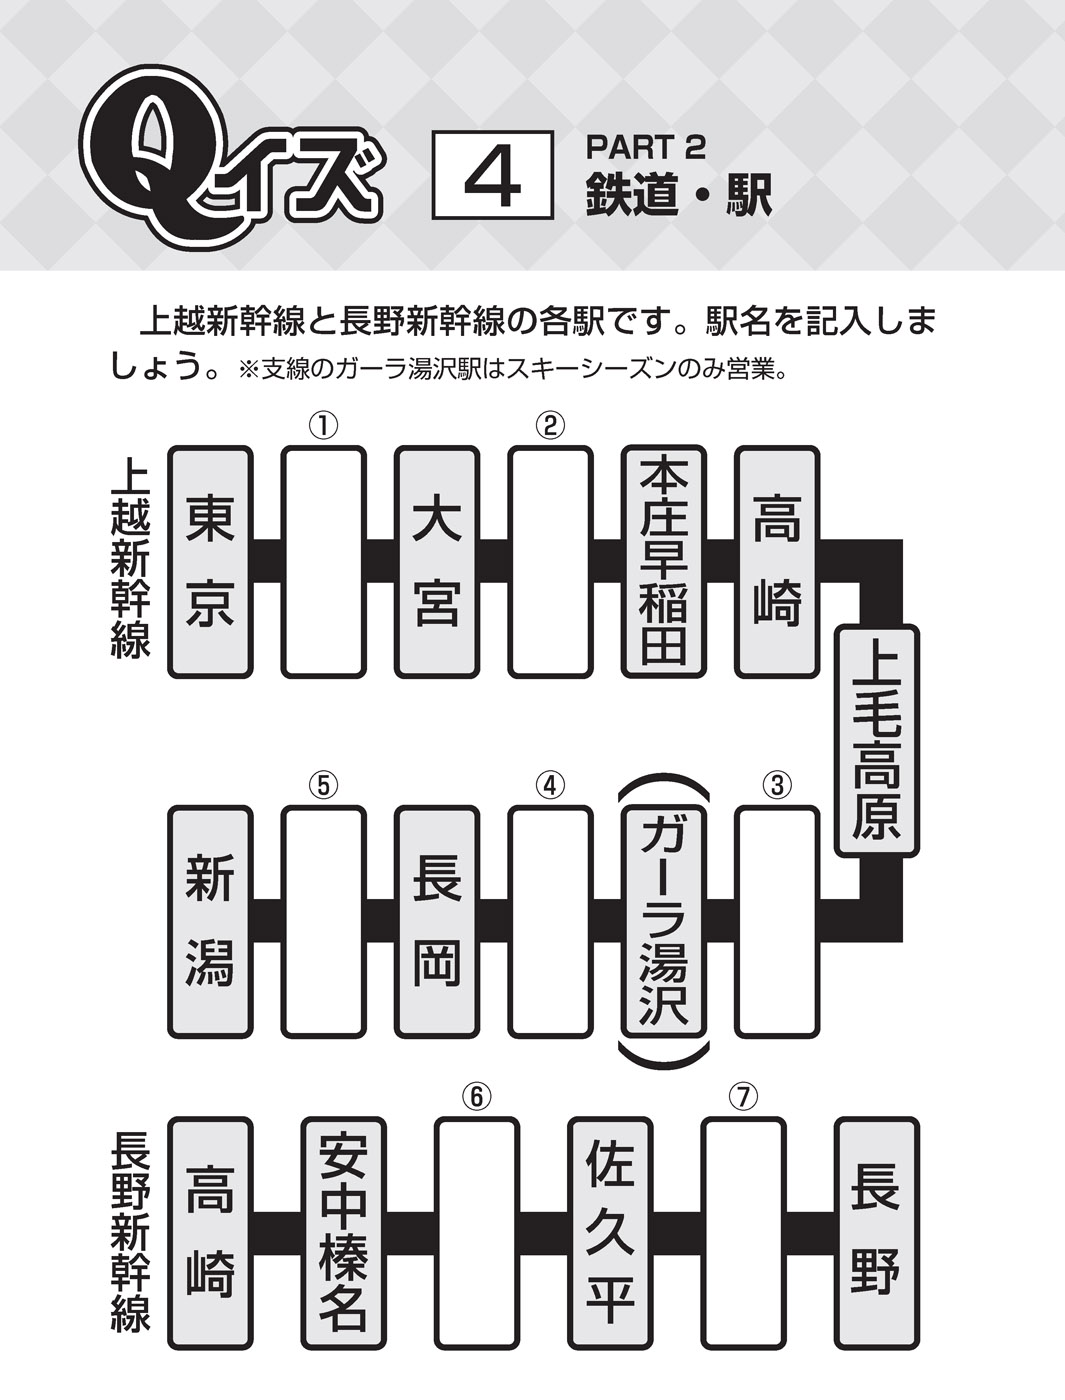 Qイズ
4
PART 2
鉄道・駅
上越新幹線と長野新幹線の各駅です。駅名を記入しま
しょう。※支線のガーラ湯沢駅はスキーシーズンのみ営業。
上越新幹線
東京
①
大宮
②
本庄早稲田
高崎
上毛高原
③
(ガーラ湯沢)
④
長岡
⑤
新潟
長野新幹線
高崎
安中榛名
⑥
佐久平
⑦
長野